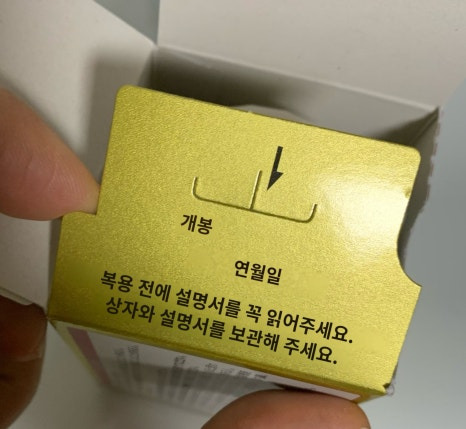 개봉
연월일
복용 전에 설명서를 꼭 읽어주세요.
상자와 설명서를 보관해 주세요.